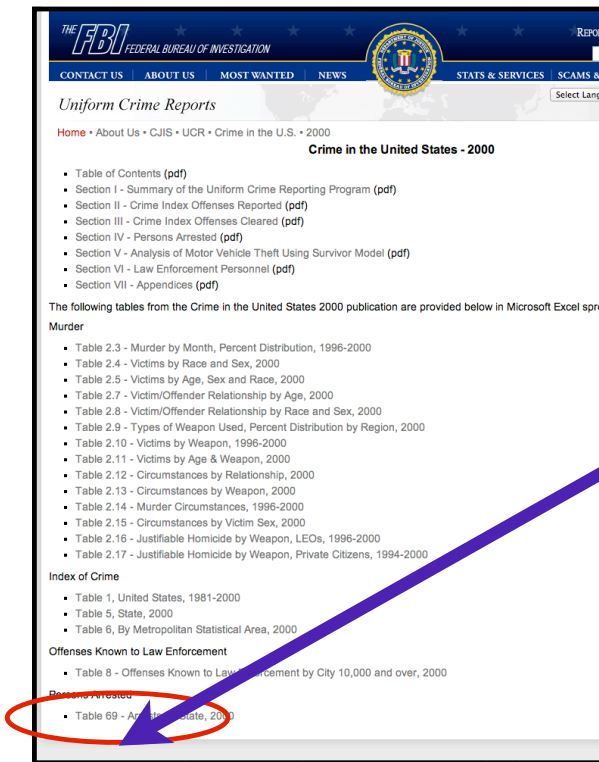 THE FBI FEDERAL BUREAU OF INVESTIGATION
CONTACT US ABOUT US MOST WANTED NEWS STATS & SERVICES SCAMS &
Uniform Crime Reports
Select Lang
Home • About Us • CJIS • UCR • Crime in the U.S. • 2000
Crime in the United States - 2000
Table of Contents (pdf)
Section I - Summary of the Uniform Crime Reporting Program (pdf)
Section II - Crime Index Offenses Reported (pdf)
Section III - Crime Index Offenses Cleared (pdf)
Section IV - Persons Arrested (pdf)
Section V - Analysis of Motor Vehicle Theft Using Survivor Model (pdf)
Section VI - Law Enforcement Personnel (pdf)
Section VII - Appendices (pdf)
The following tables from the Crime in the United States 2000 publication are provided below in Microsoft Excel spre
Murder
Table 2.3 - Murder by Month, Percent Distribution, 1996-2000
Table 2.4 - Victims by Race and Sex, 2000
Table 2.5 - Victims by Age, Sex and Race, 2000
Table 2.7 - Victim/Offender Relationship by Age, 2000
Table 2.8 - Victim/Offender Relationship by Race and Sex, 2000
Table 2.9 - Types of Weapon Used, Percent Distribution by Region, 2000
Table 2.10 - Victims by Weapon, 1996-2000
Table 2.11 - Victims by Age & Weapon, 2000
Table 2.12 - Circumstances by Relationship, 2000
Table 2.13 - Circumstances by Weapon, 2000
Table 2.14 - Murder Circumstances, 1996-2000
Table 2.15 - Circumstances by Victim Sex, 2000
Table 2.16 - Justifiable Homicide by Weapon, LEOs, 1996-2000
Table 2.17 - Justifiable Homicide by Weapon, Private Citizens, 1994-2000
Index of Crime
Table 1, United States, 1981-2000
Table 5, State, 2000
Table 6, By Metropolitan Statistical Area, 2000
Offenses Known to Law Enforcement
Table 8 - Offenses Known to Law Enforcement by City 10,000 and over, 2000
Persons Arrested
Table 69 - State, 2000